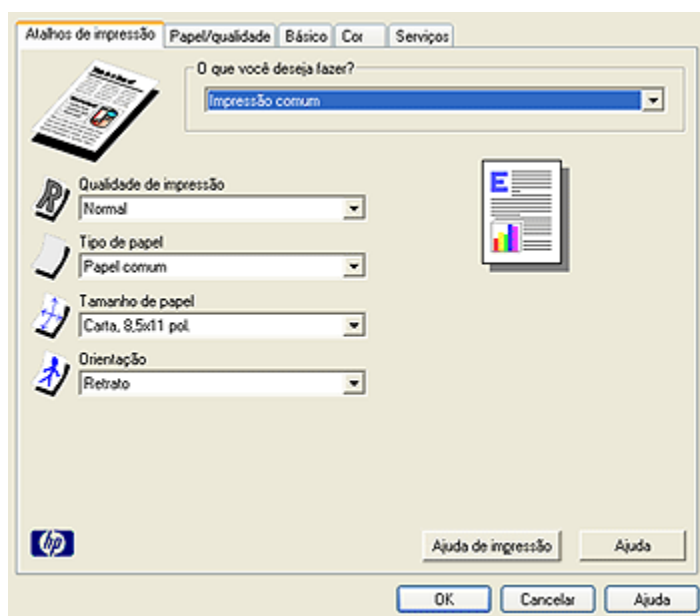 Atalhos de impressão
Papel/qualidade
Básico
Cor
Serviços
O que você deseja fazer?
Impressão comum
Qualidade de impressão
Normal
Tipo de papel
Papel comum
Tamanho de papel
Carta, 8,5x11 pol.
Orientação
Retrato
hp
Ajuda de impressão
Ajuda
OK
Cancelar
Ajuda